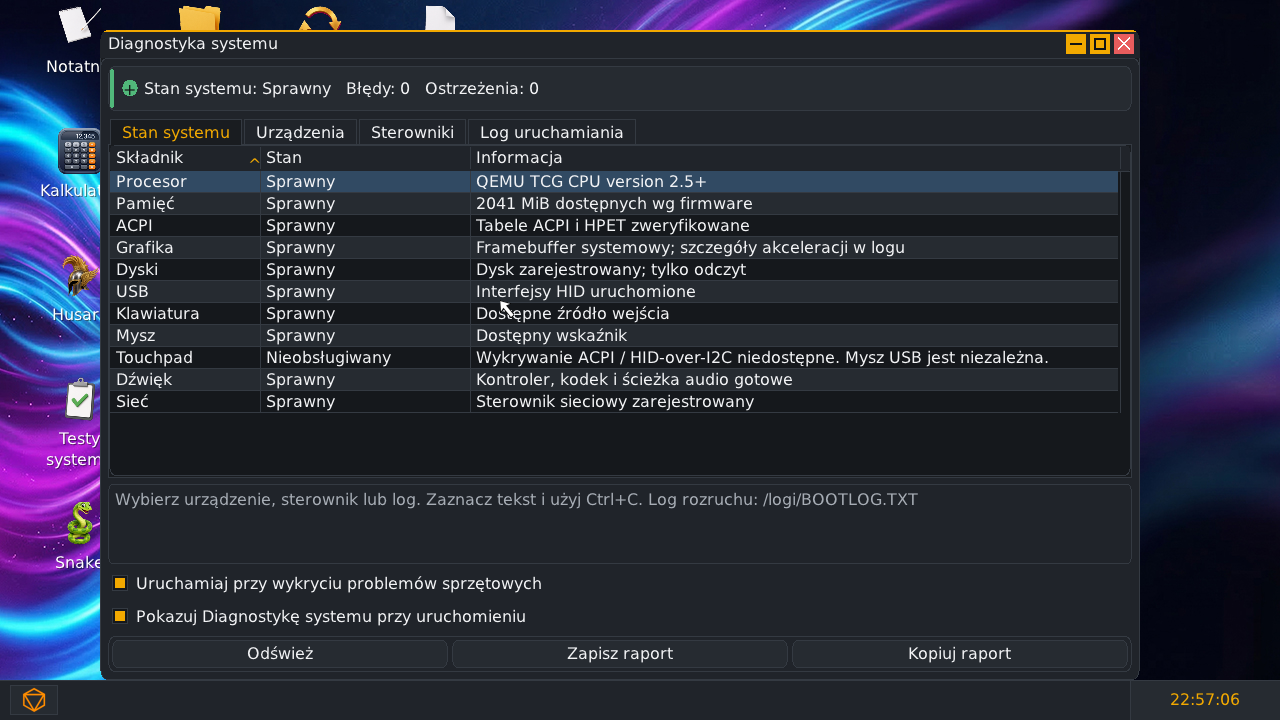 Notatn
Diagnostyka systemu
Stan systemu: Sprawny Błędy: 0 Ostrzeżenia: 0
Stan systemu Urządzenia Sterowniki Log uruchamiania
Składnik Stan Informacja
Procesor Sprawny QEMU TCG CPU version 2.5+
Pamięć Sprawny 2041 MiB dostępnych wg firmware
ACPI Sprawny Tabele ACPI i HPET zweryfikowane
Grafika Sprawny Framebuffer systemowy; szczegóły akceleracji w logu
Dyski Sprawny Dysk zarejestrowany; tylko odczyt
USB Sprawny Interfejsy HID uruchomione
Klawiatura Sprawny Dostępne źródło wejścia
Mysz Sprawny Dostępny wskaźnik
Touchpad Nieobsługiwany Wykrywanie ACPI / HID-over-I2C niedostępne. Mysz USB jest niezależna.
Dźwięk Sprawny Kontroler, kodek i ścieżka audio gotowe
Sieć Sprawny Sterownik sieciowy zarejestrowany
Wybierz urządzenie, sterownik lub log. Zaznacz tekst i użyj Ctrl+C. Log rozruchu: /logi/BOOTLOG.TXT
Uruchamiaj przy wykryciu problemów sprzętowych
Pokazuj Diagnostykę systemu przy uruchomieniu
Odśwież Zapisz raport Kopiuj raport
12,345
Kalkulat
Husar
Testy
system
Snake
22:57:06